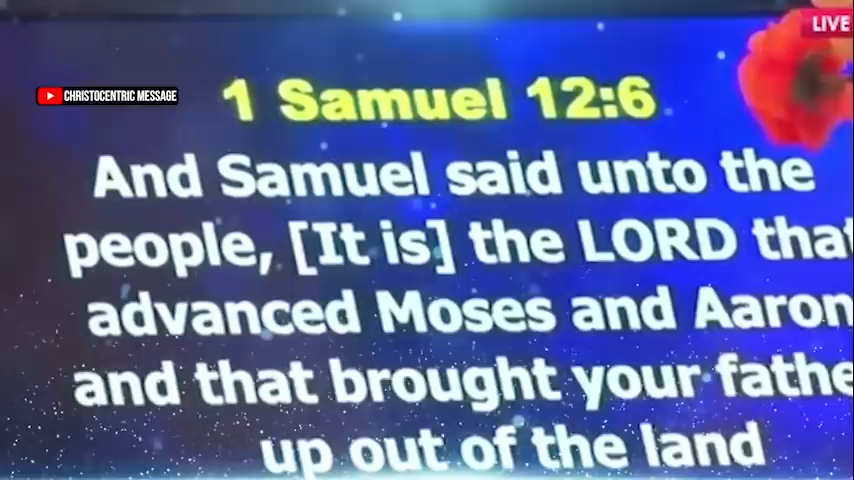 LIVE
CHRISTOCENTRIC MESSAGE
1 Samuel 12:6
And Samuel said unto the
people, [It is] the LORD that
advanced Moses and Aaron
and that brought your fathe
up out of the land